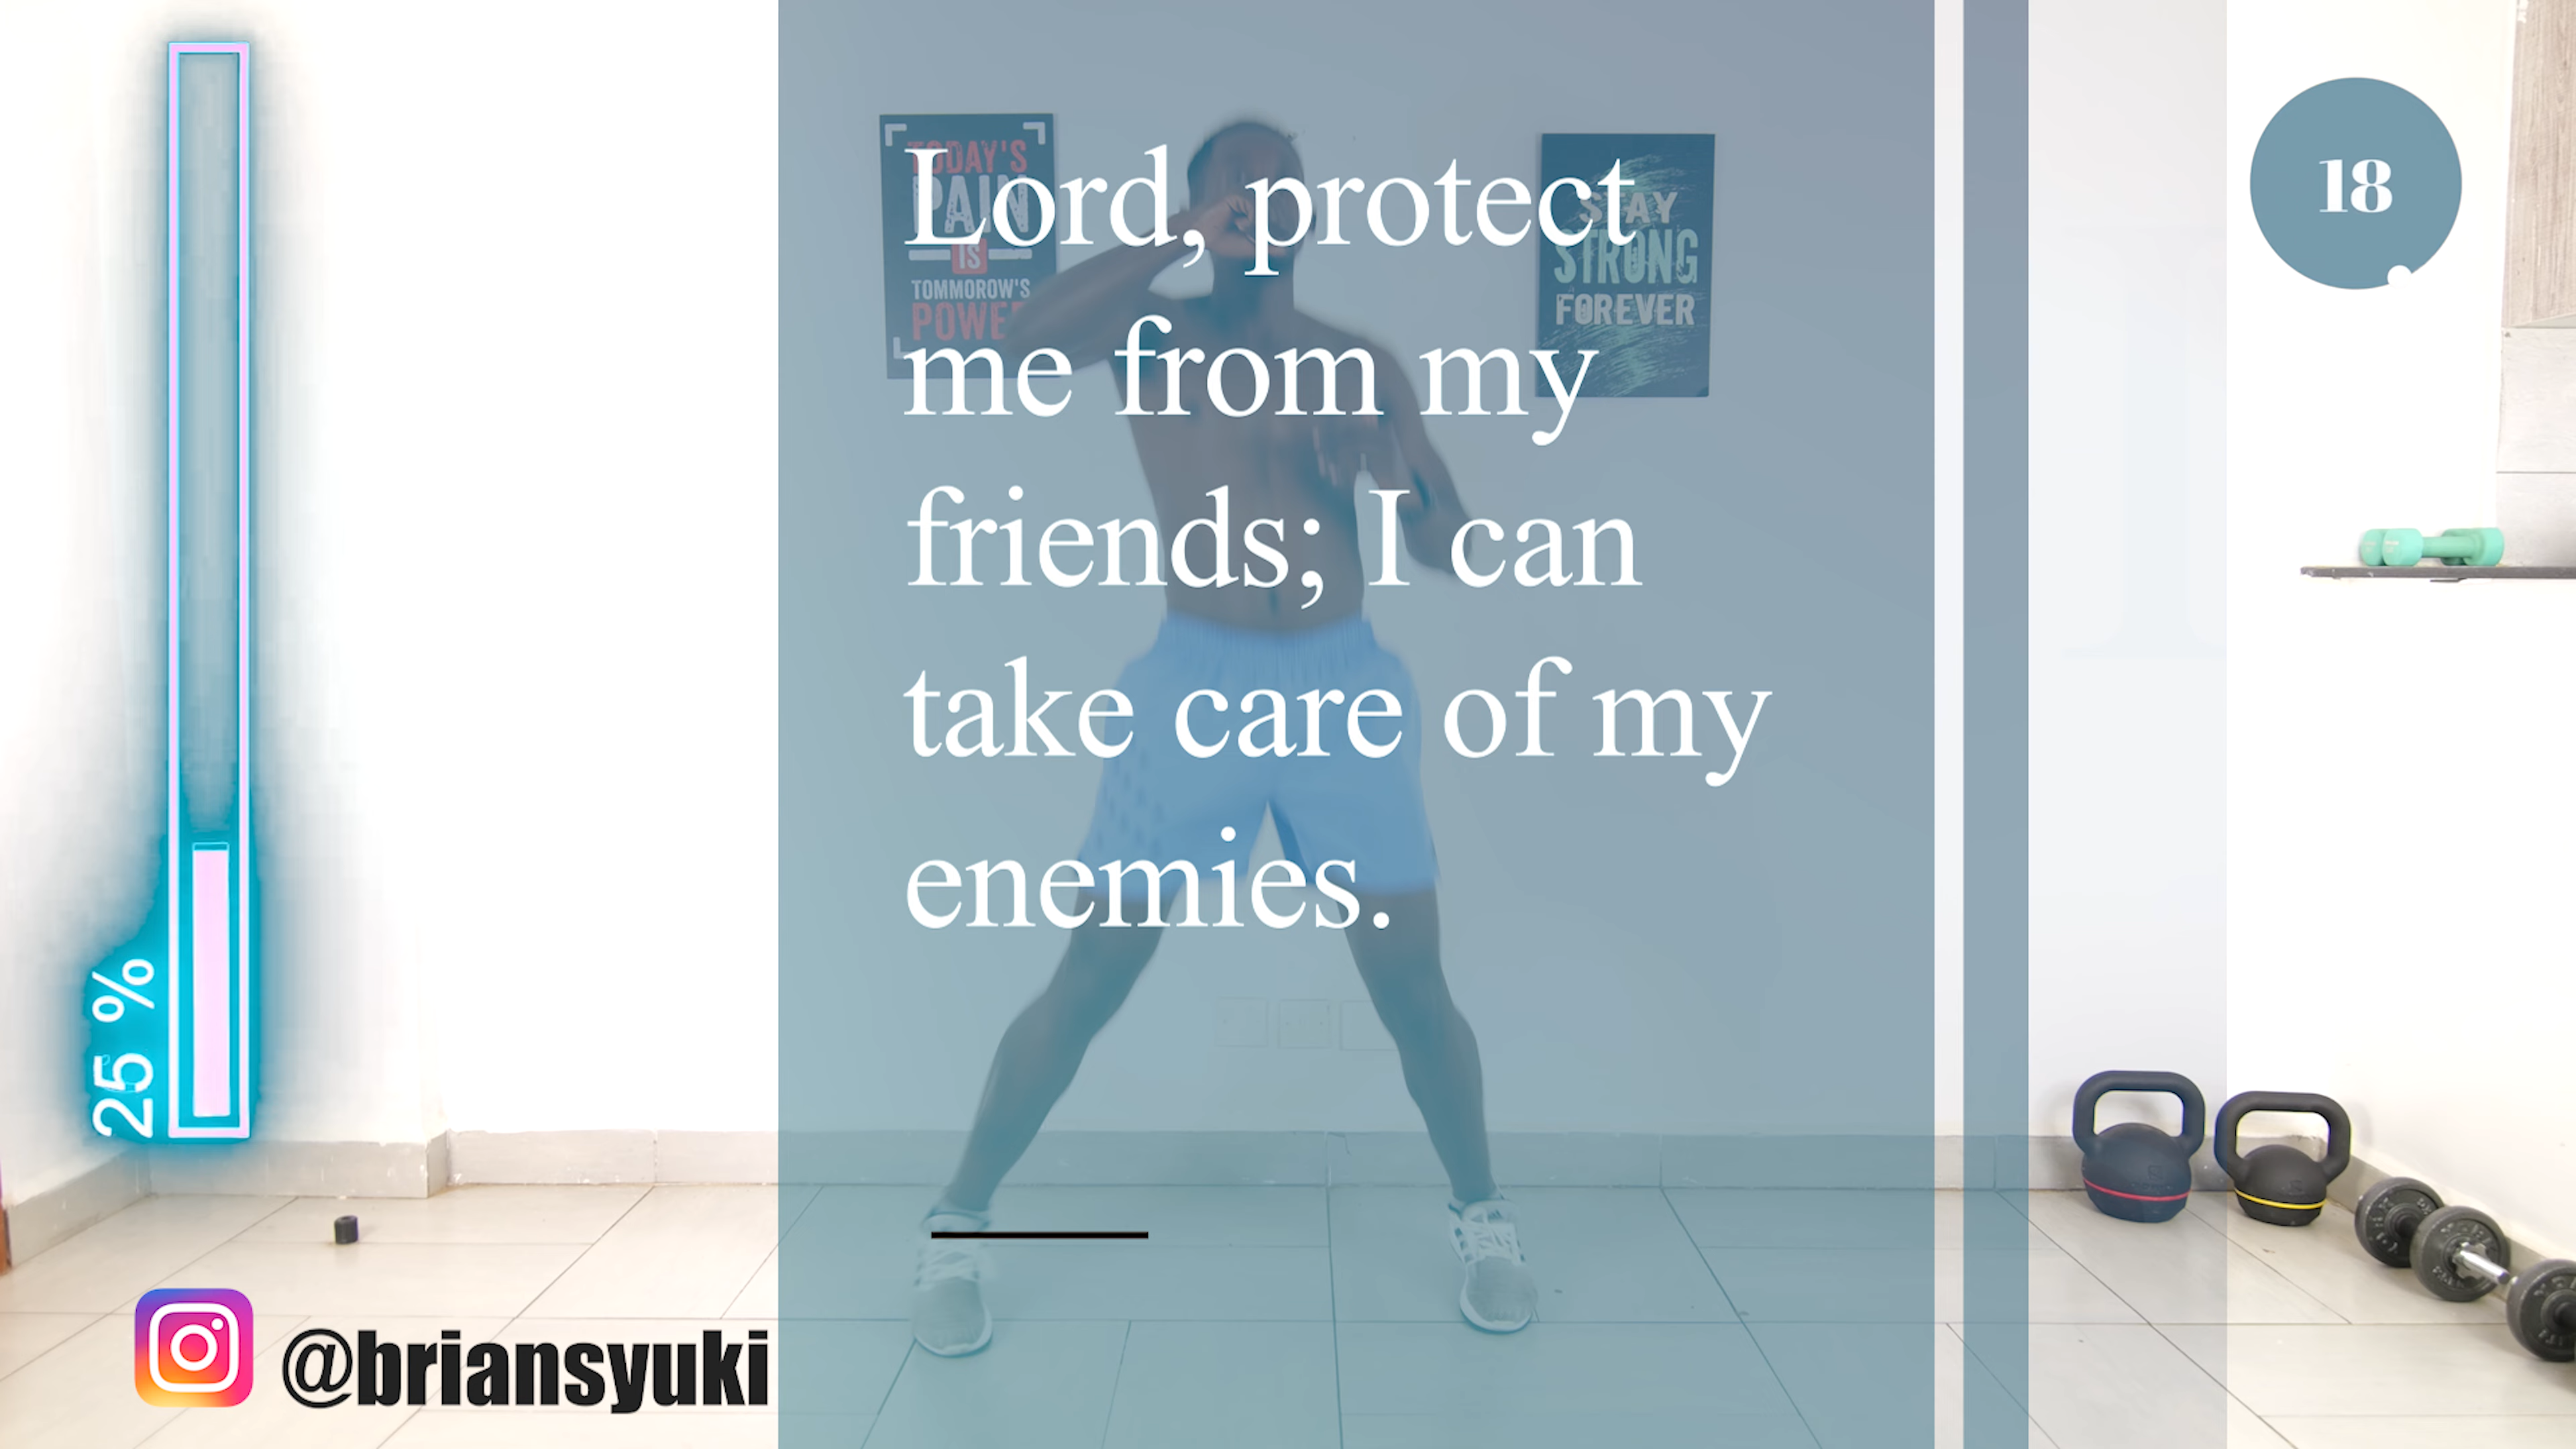 Lord, protect
me from my
friends; I can
take care of my
enemies.
TODAY'S
PAIN
IS
TOMMOROW'S
POWER
STAY
STRONG
FOREVER
18
25 %
@briansyuki